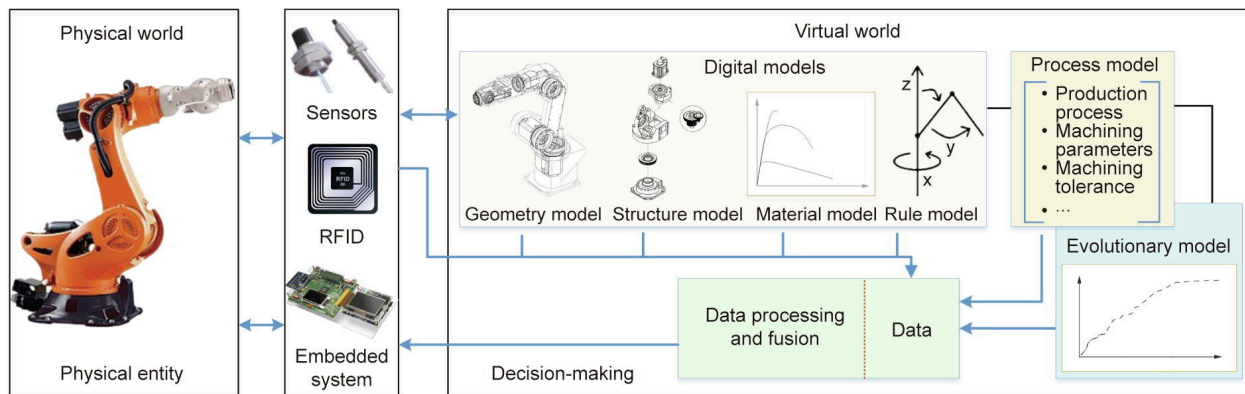 Physical world
Physical entity
Sensors
RFID
RFID
Embedded
system
Virtual world
Digital models
Geometry model
Structure model
Material model
z
y
x
Rule model
Process model
• Production
process
• Machining
parameters
• Machining
tolerance
• ...
Evolutionary model
Data processing
and fusion
Data
Decision-making